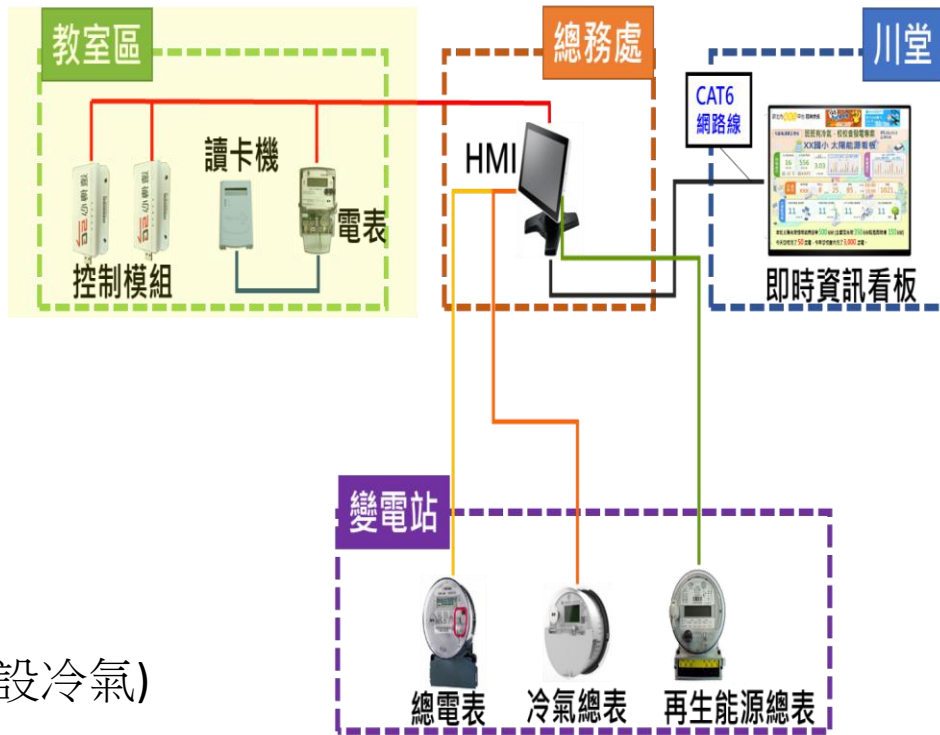 教室區
總務處
川堂
CAT6
網路線
讀卡機
HMI
電表
控制模組
XX國小 太陽能源看板
即時資訊看板
變電站
設冷氣)
總電表
冷氣總表
再生能源總表